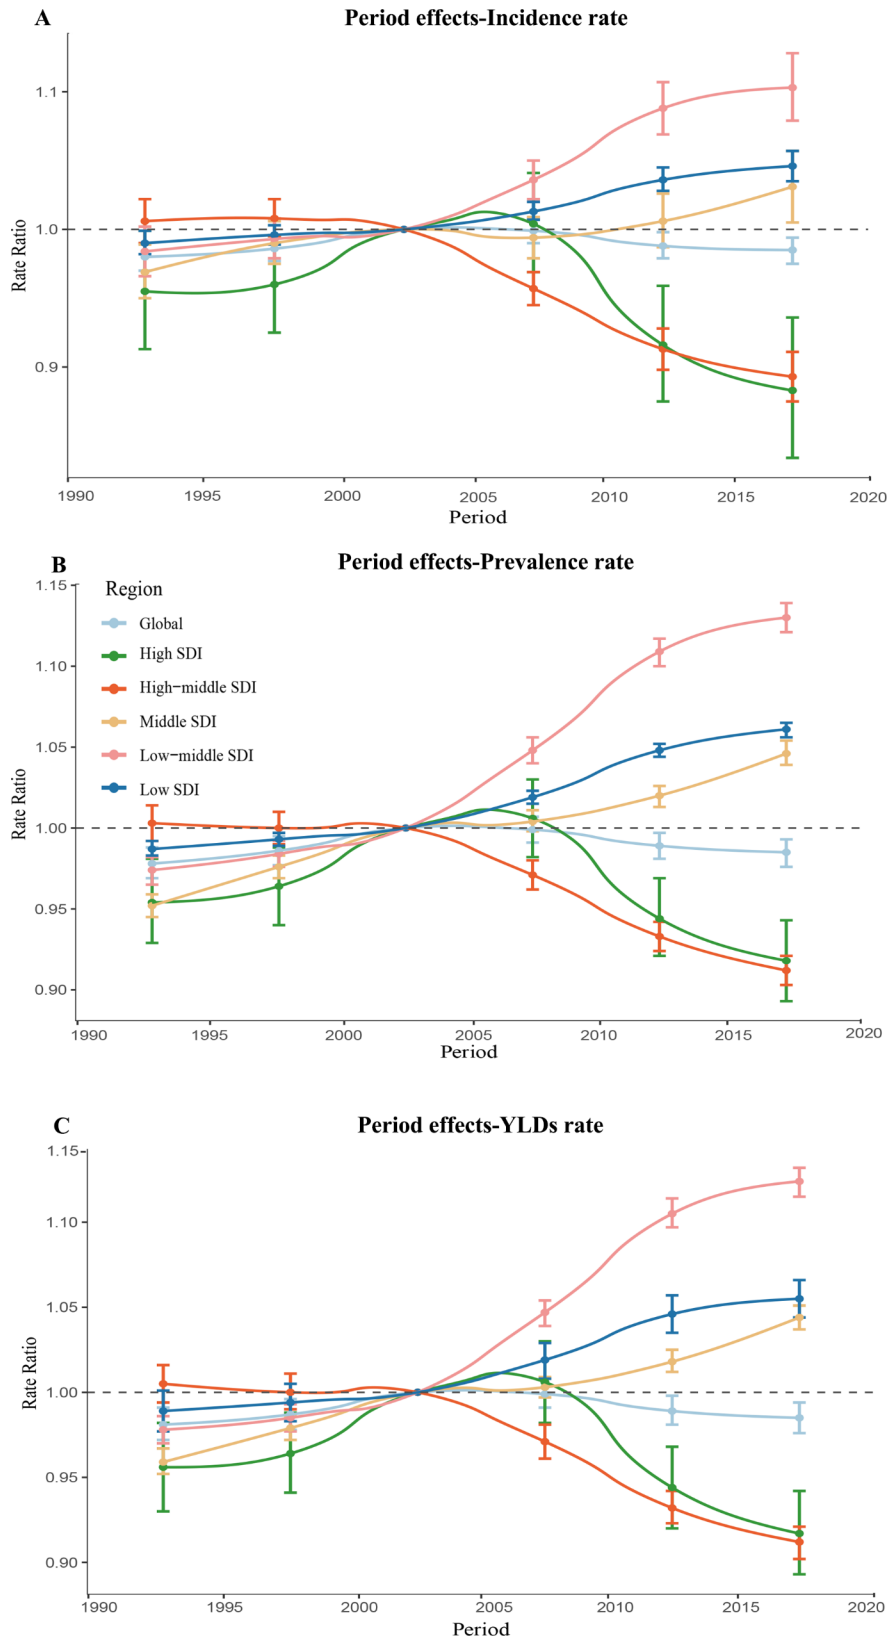 A
Period effects-Incidence rate
1.1
1.0
0.9
Rate Ratio
1990 1995 2000 2005 2010 2015 2020
Period
B
Period effects-Prevalence rate
1.15
1.10
1.05
1.00
0.95
0.90
Rate Ratio
Region
Global
High SDI
High−middle SDI
Middle SDI
Low−middle SDI
Low SDI
1990 1995 2000 2005 2010 2015 2020
Period
C
Period effects-YLDs rate
1.15
1.10
1.05
1.00
0.95
0.90
Rate Ratio
1990 1995 2000 2005 2010 2015 2020
Period